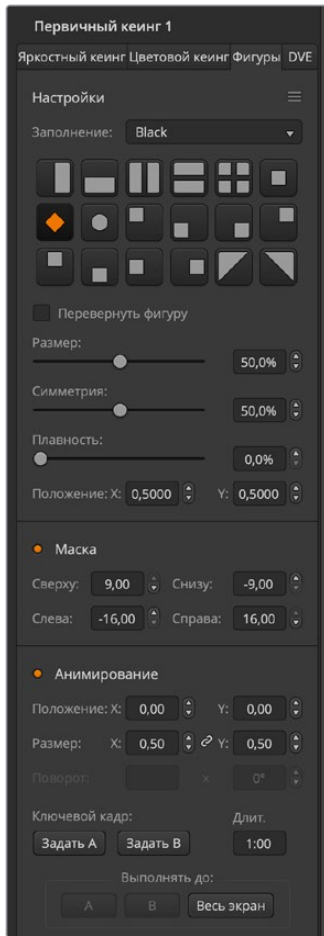 Первичный кеинг 1
Яркостный кеинг Цветовой кеинг Фигуры DVE
Настройки
Заполнение: Black
Перевернуть фигуру
Размер:
50,0%
Симметрия:
50,0%
Плавность:
0,0%
Положение: X: 0,5000 Y: 0,5000
Маска
Сверху: 9,00 Снизу: -9,00
Слева: -16,00 Справа: 16,00
Анимирование
Положение: X: 0,00 Y: 0,00
Размер: X: 0,50 Y: 0,50
Поворот: x 0°
Ключевой кадр: Длит.
Задать A Задать B 1:00
Выполнять до:
A B Весь экран